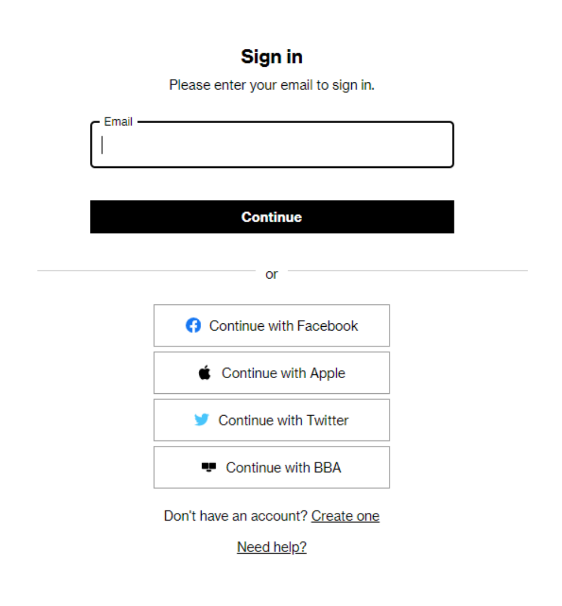 Sign in
Please enter your email to sign in.
Email
Continue
or
Continue with Facebook
Continue with Apple
Continue with Twitter
Continue with BBA
Don't have an account? Create one
Need help?